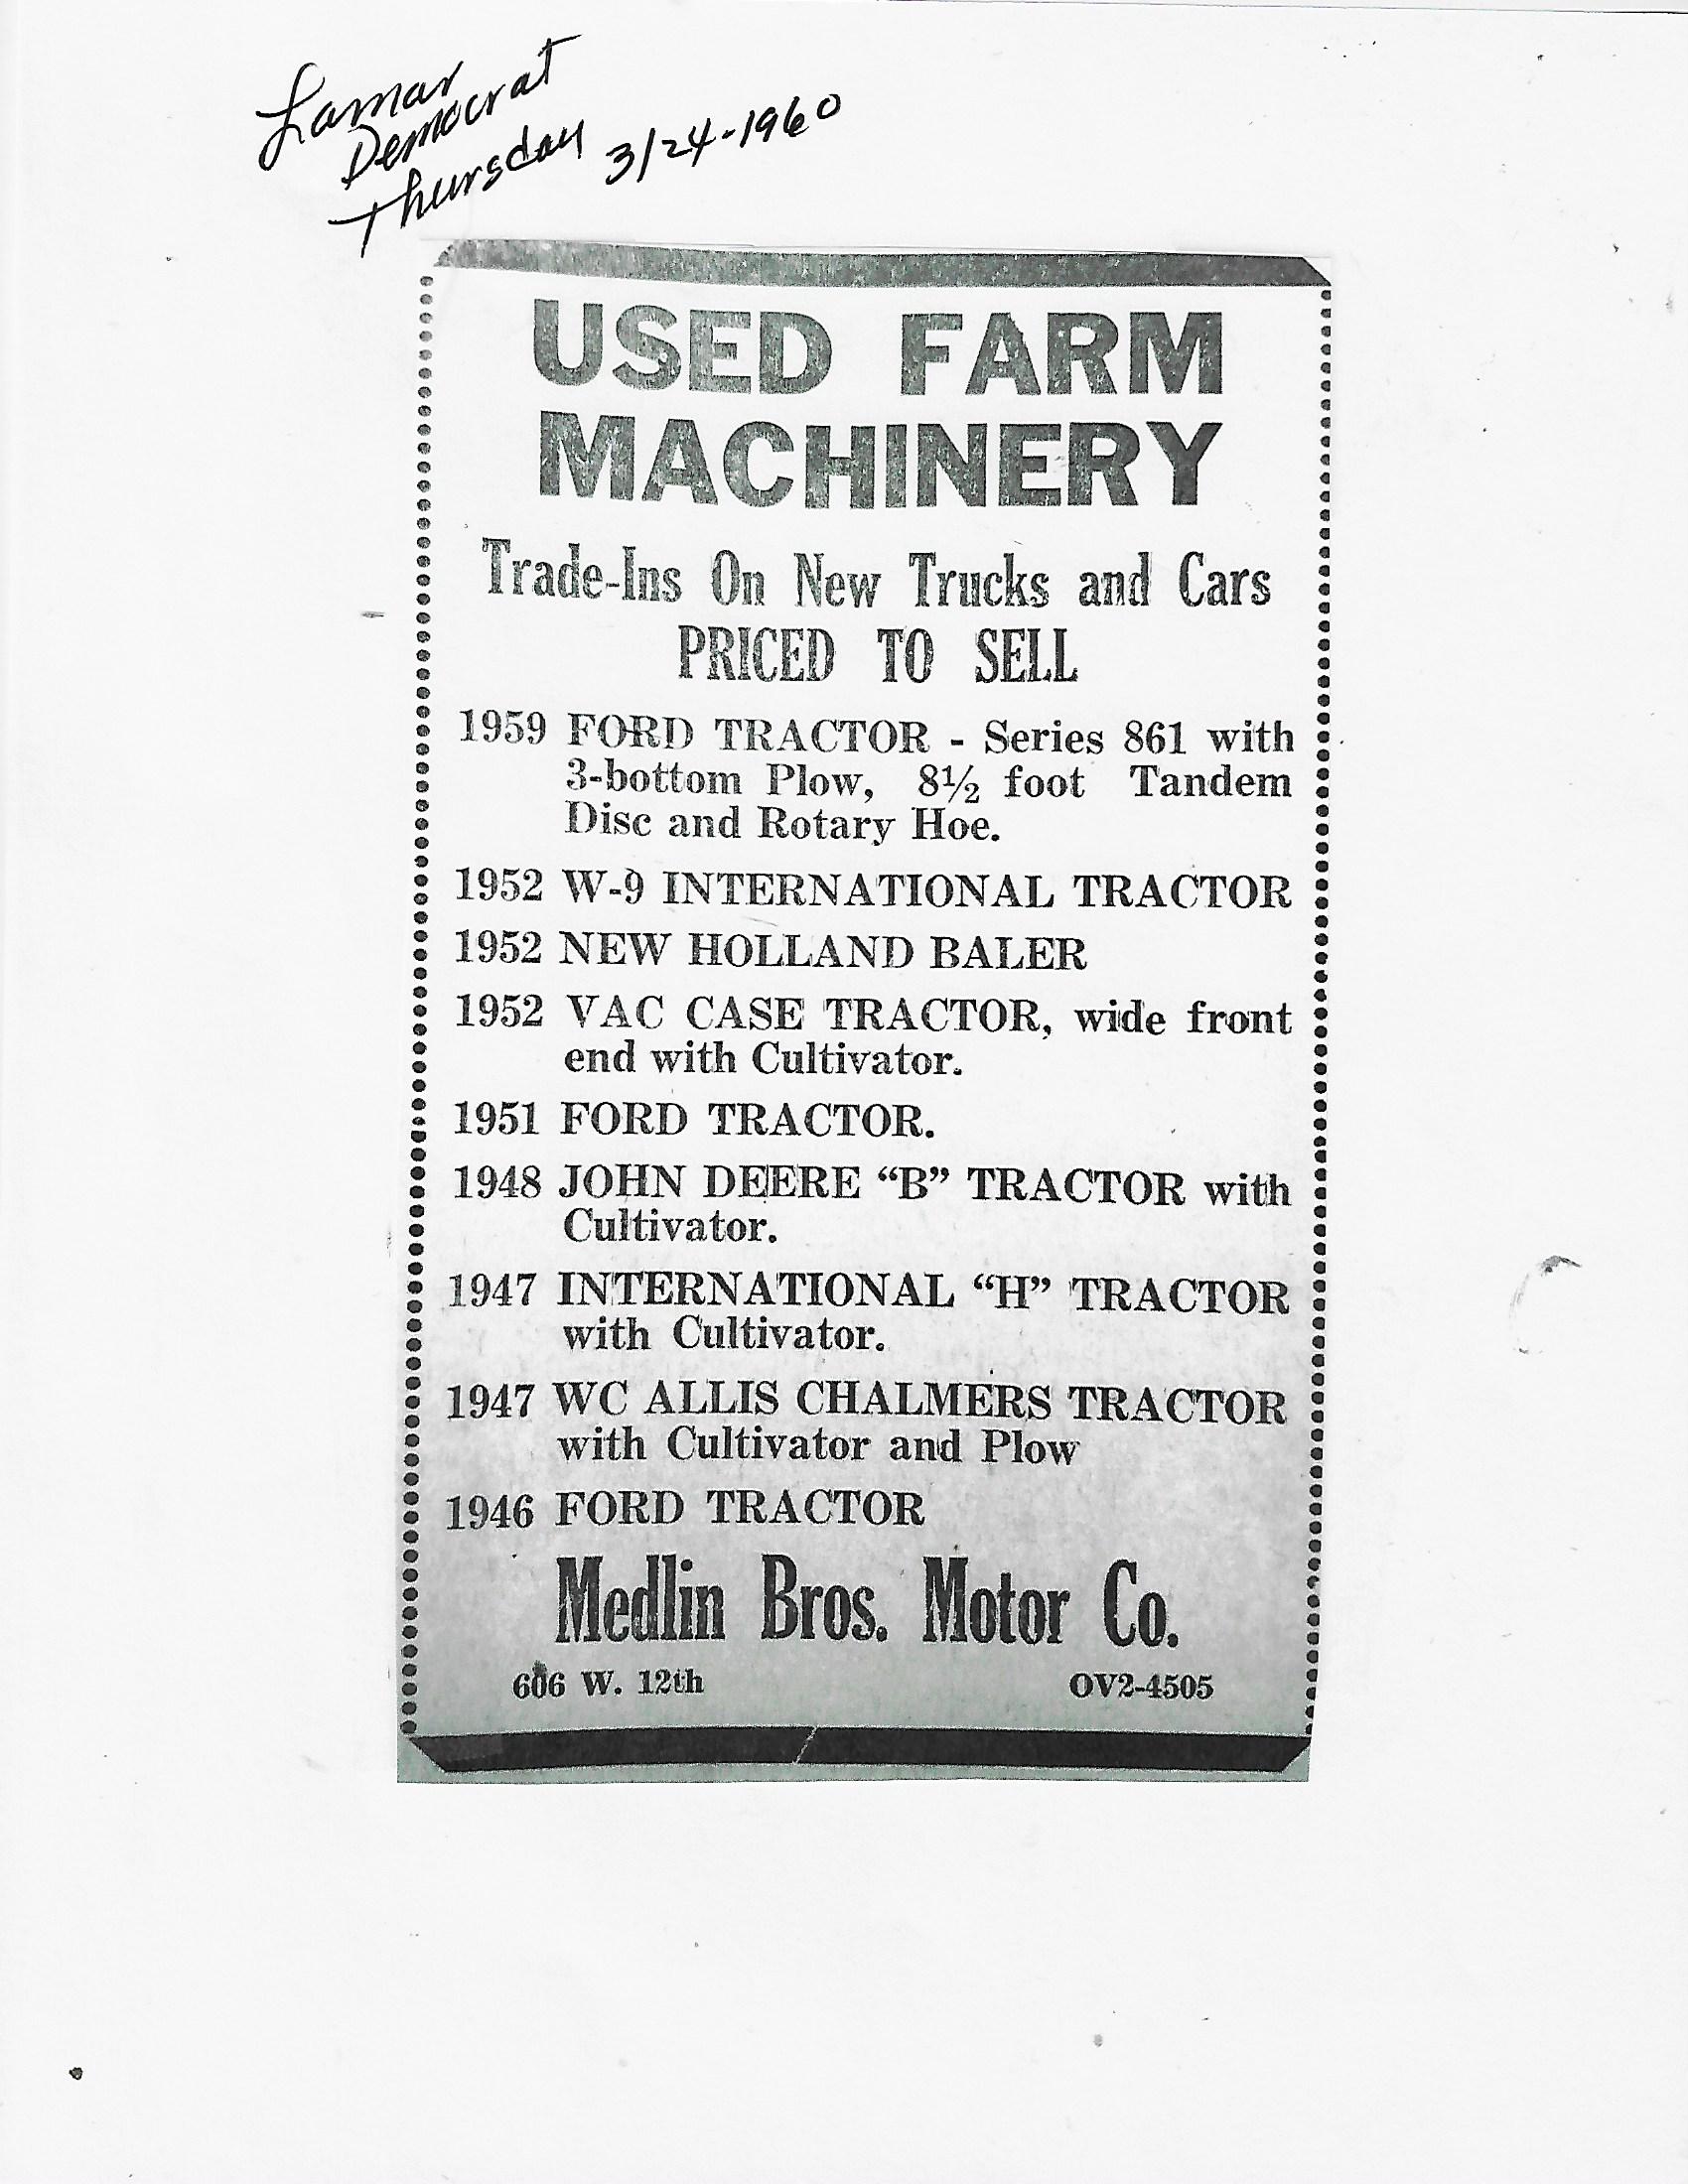 Lamar
Democrat
Thursday 3/24-1960
USED FARM
MACHINERY
Trade-Ins On New Trucks and Cars
PRICED TO SELL
1959 FORD TRACTOR - Series 861 with
3-bottom Plow, 8½ foot Tandem
Disc and Rotary Hoe.
1952 W-9 INTERNATIONAL TRACTOR
1952 NEW HOLLAND BALER
1952 VAC CASE TRACTOR, wide front
end with Cultivator.
1951 FORD TRACTOR.
1948 JOHN DEERE “B” TRACTOR with
Cultivator.
1947 INTERNATIONAL “H” TRACTOR
with Cultivator.
1947 WC ALLIS CHALMERS TRACTOR
with Cultivator and Plow
1946 FORD TRACTOR
Medlin Bros. Motor Co.
606 W. 12th OV2-4505